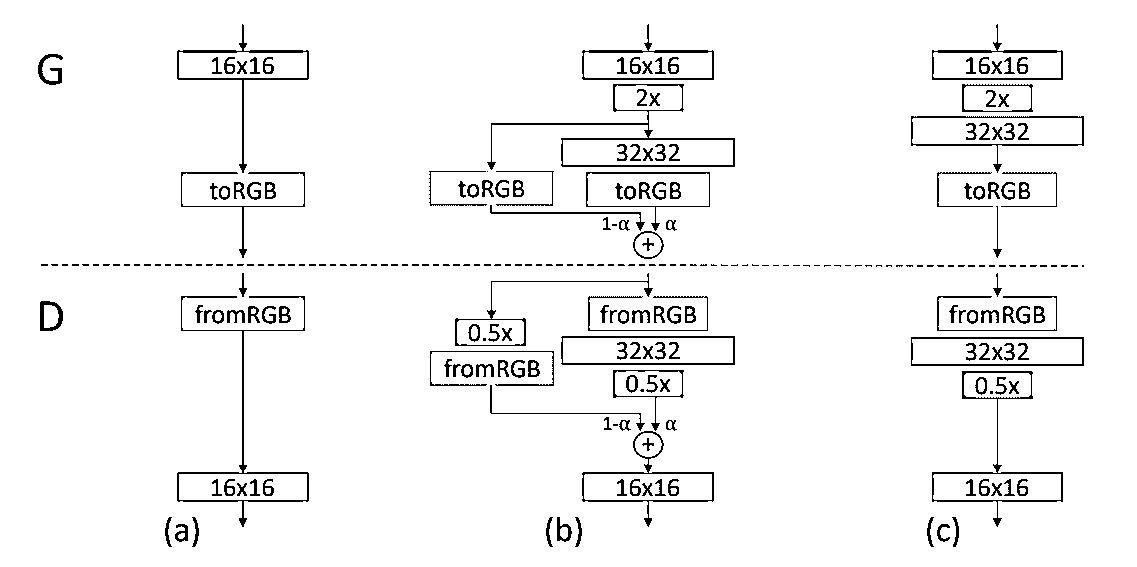 G
16x16
toRGB
16x16
2x
32x32
toRGB
toRGB
1-α
α
+
16x16
2x
32x32
toRGB
D
fromRGB
16x16
(a)
0.5x
fromRGB
fromRGB
32x32
0.5x
1-α
α
+
16x16
(b)
fromRGB
32x32
0.5x
16x16
(c)